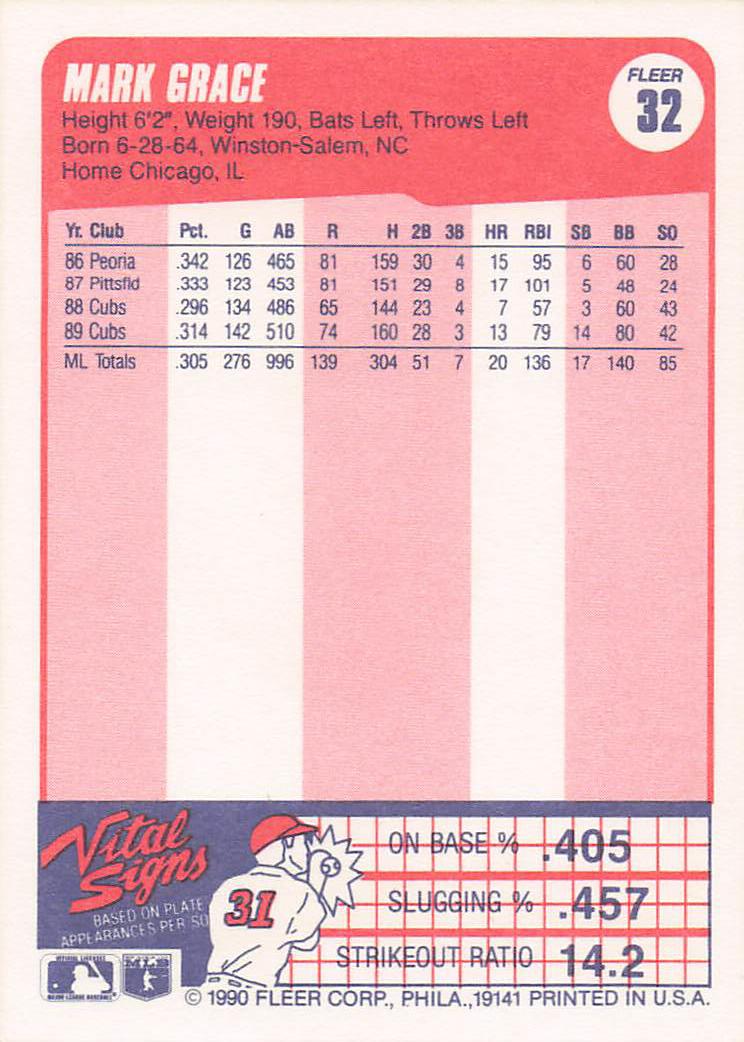 MARK GRACE
Height 6'2", Weight 190, Bats Left, Throws Left
Born 6-28-64, Winston-Salem, NC
Home Chicago, IL
FLEER
32
Yr. Club Pct. G AB R H 2B 3B HR RBI SB BB SO
86 Peoria .342 126 465 81 159 30 4 15 95 6 60 28
87 Pittsfld .333 123 453 81 151 29 8 17 101 5 48 24
88 Cubs .296 134 486 65 144 23 4 7 57 3 60 43
89 Cubs .314 142 510 74 160 28 3 13 79 14 80 42
ML Totals .305 276 996 139 304 51 7 20 136 17 140 85
Vital
Signs
BASED ON PLATE
APPEARANCES PER SO
31
ON BASE % .405
SLUGGING % .457
STRIKEOUT RATIO 14.2
OFFICIAL LICENSEE
MAJOR LEAGUE BASEBALL
© 1990 FLEER CORP., PHILA.,19141 PRINTED IN U.S.A.